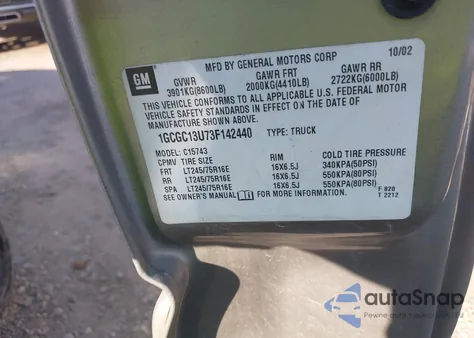 MFD BY GENERAL MOTORS CORP 10/02
GM GVWR GAWR FRT GAWR RR
3901KG(8600LB) 2000KG(4410LB) 2722KG(6000LB)
THIS VEHICLE CONFORMS TO ALL APPLICABLE U.S. FEDERAL MOTOR
VEHICLE SAFETY STANDARDS IN EFFECT ON THE DATE OF
MANUFACTURE SHOWN ABOVE.
1GCGC13U73F142440 TYPE: TRUCK
MODEL: C15743
CPMV TIRE SIZE RIM COLD TIRE PRESSURE
FRT LT245/75R16E 16X6.5J 340KPA(50PSI)
RR LT245/75R16E 16X6.5J 550KPA(80PSI)
SPA LT245/75R16E 16X6.5J 550KPA(80PSI)
SEE OWNER'S MANUAL FOR MORE INFORMATION
F 820
T 2212
autaSnap